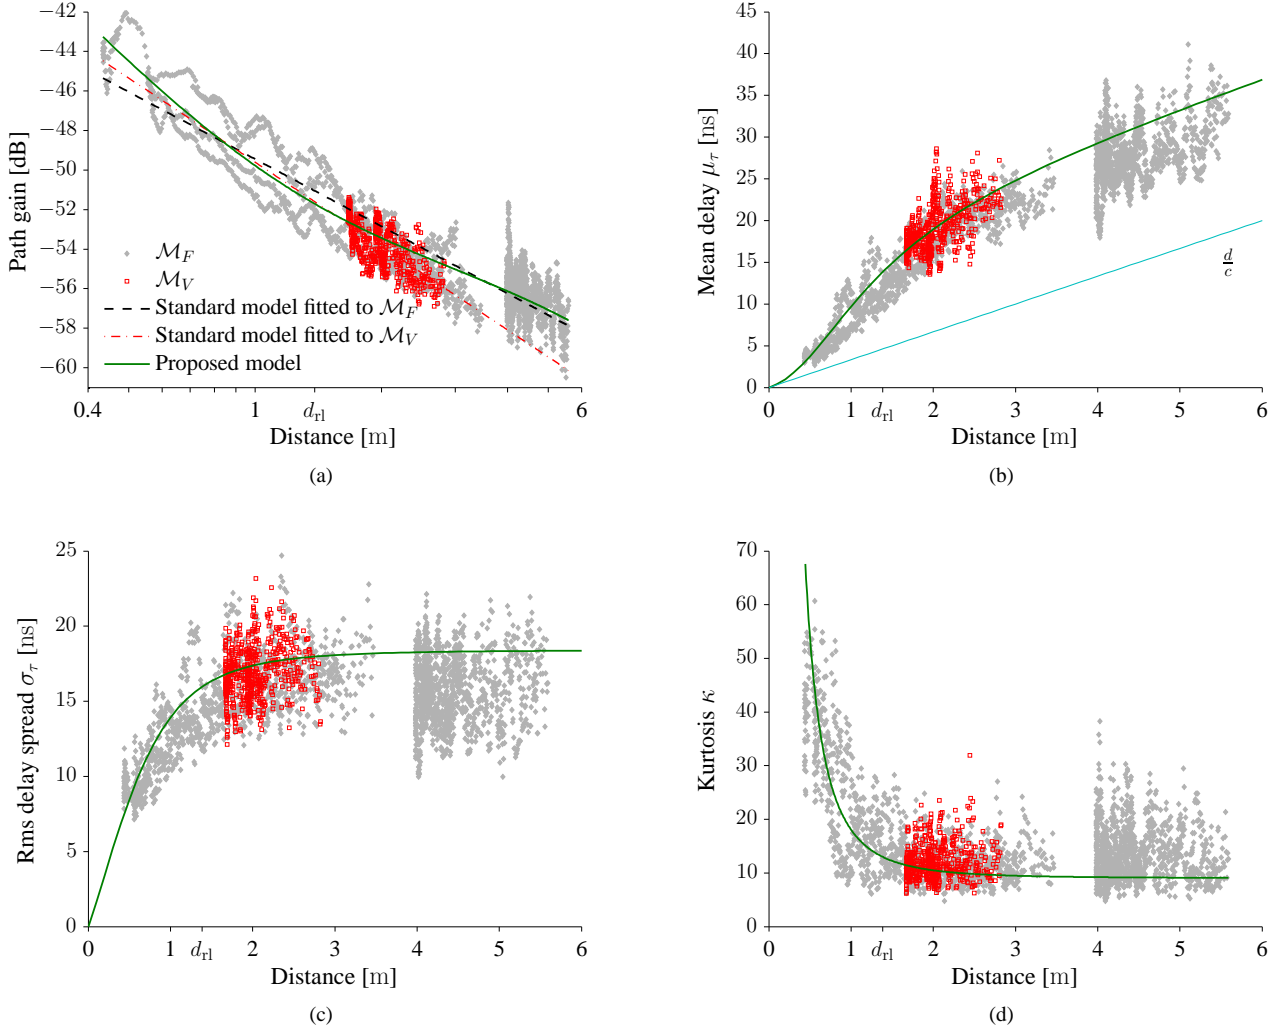 −42
−44
−46
−48
−50
−52
−54
−56
−58
−60
Path gain [dB]
ℳ_F
ℳ_V
Standard model fitted to ℳ_F
Standard model fitted to ℳ_V
Proposed model
0.4 1 d_rl 6
Distance [m]
(a)
45
40
35
30
25
20
15
10
5
0
Mean delay μ_τ [ns]
d/c
0 1 d_rl 2 3 4 5 6
Distance [m]
(b)
25
20
15
10
5
0
Rms delay spread σ_τ [ns]
0 1 d_rl 2 3 4 5 6
Distance [m]
(c)
70
60
50
40
30
20
10
0
Kurtosis κ
0 1 d_rl 2 3 4 5 6
Distance [m]
(d)